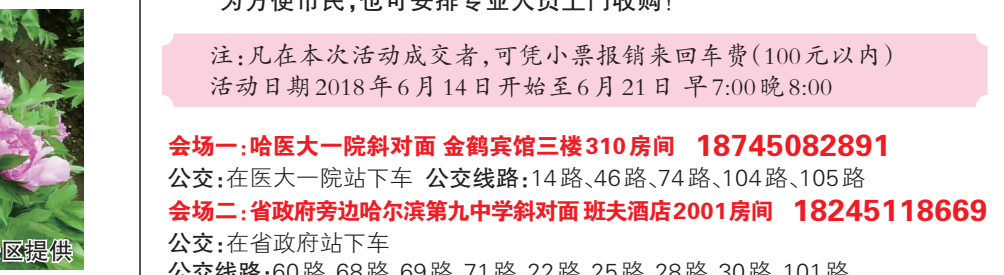 为方便市民,也可安排专业人员上门收购!
注:凡在本次活动成交者,可凭小票报销来回车费(100元以内)
活动日期2018年6月14日开始至6月21日 早7:00晚8:00
会场一:哈医大一院斜对面 金鹤宾馆三楼310房间 18745082891
公交:在医大一院站下车 公交线路:14路、46路、74路、104路、105路
会场二:省政府旁边哈尔滨第九中学斜对面 班夫酒店2001房间 18245118669
公交:在省政府站下车
公交线路:60路 68路 69路 71路 22路 25路 28路 30路 101路
区提供